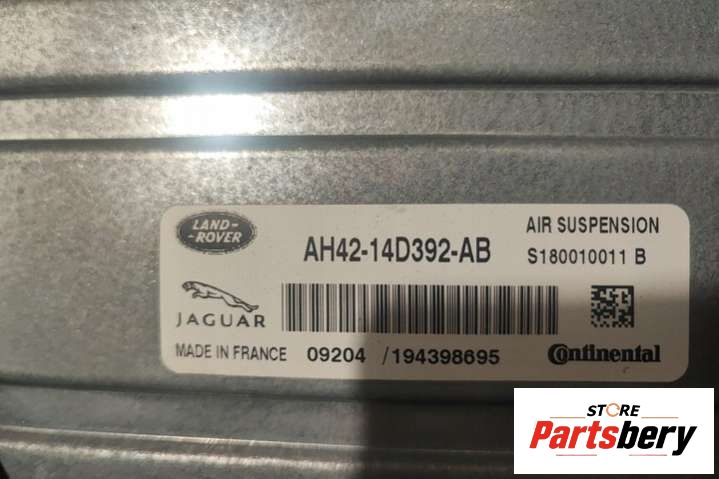 LAND-
-ROVER
AH42-14D392-AB
AIR SUSPENSION
S180010011 B
JAGUAR
MADE IN FRANCE
09204 /194398695
Continental
STORE
Partsbery